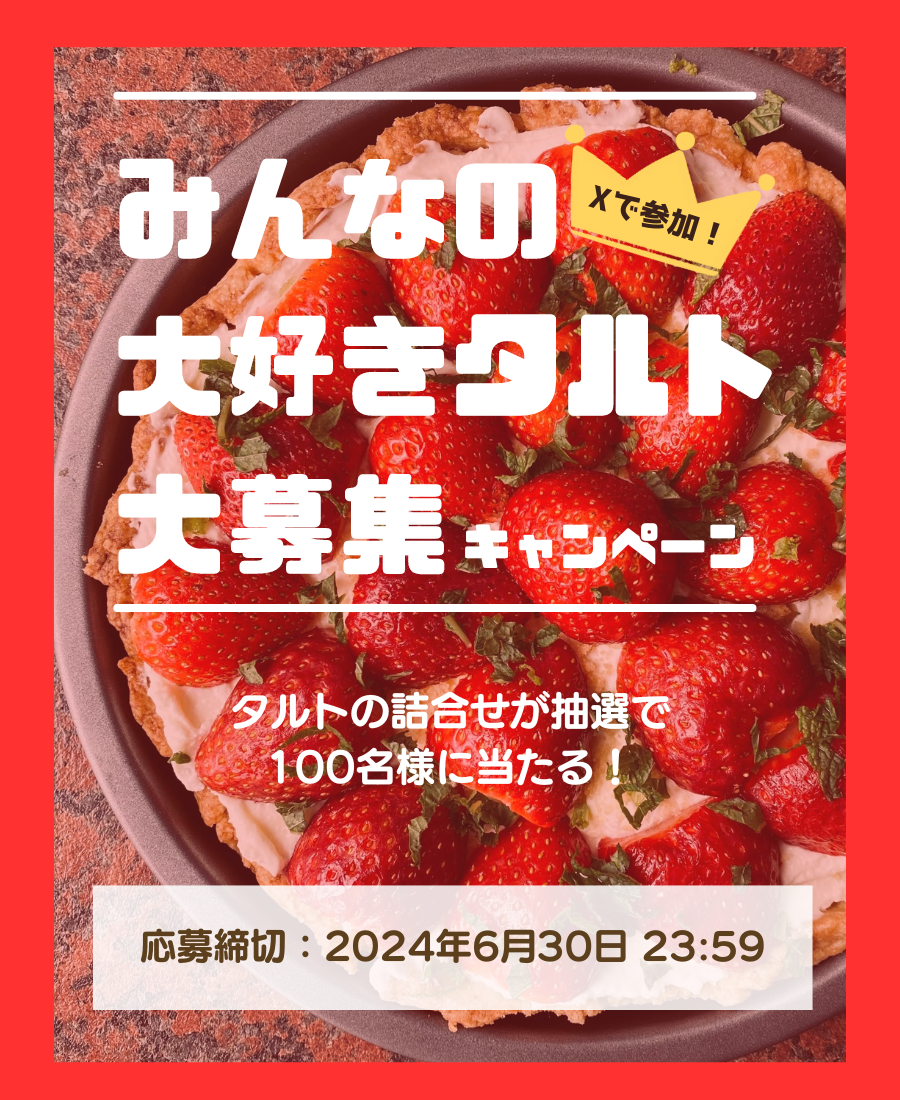 みんなの
Xで参加！
大好きタルト
大募集 キャンペーン
タルトの詰合せが抽選で
100名様に当たる！
応募締切：2024年6月30日 23:59